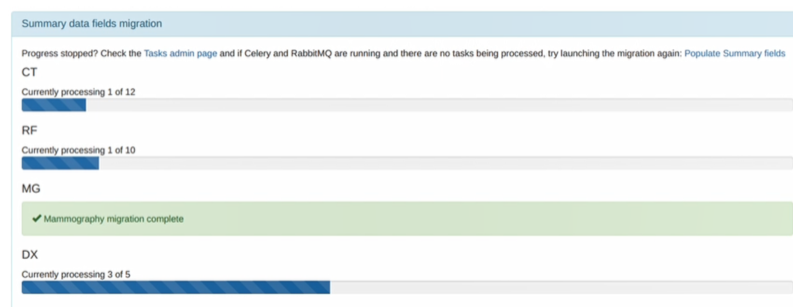 Summary data fields migration
Progress stopped? Check the Tasks admin page and if Celery and RabbitMQ are running and there are no tasks being processed, try launching the migration again: Populate Summary fields
CT
Currently processing 1 of 12
RF
Currently processing 1 of 10
MG
✔ Mammography migration complete
DX
Currently processing 3 of 5